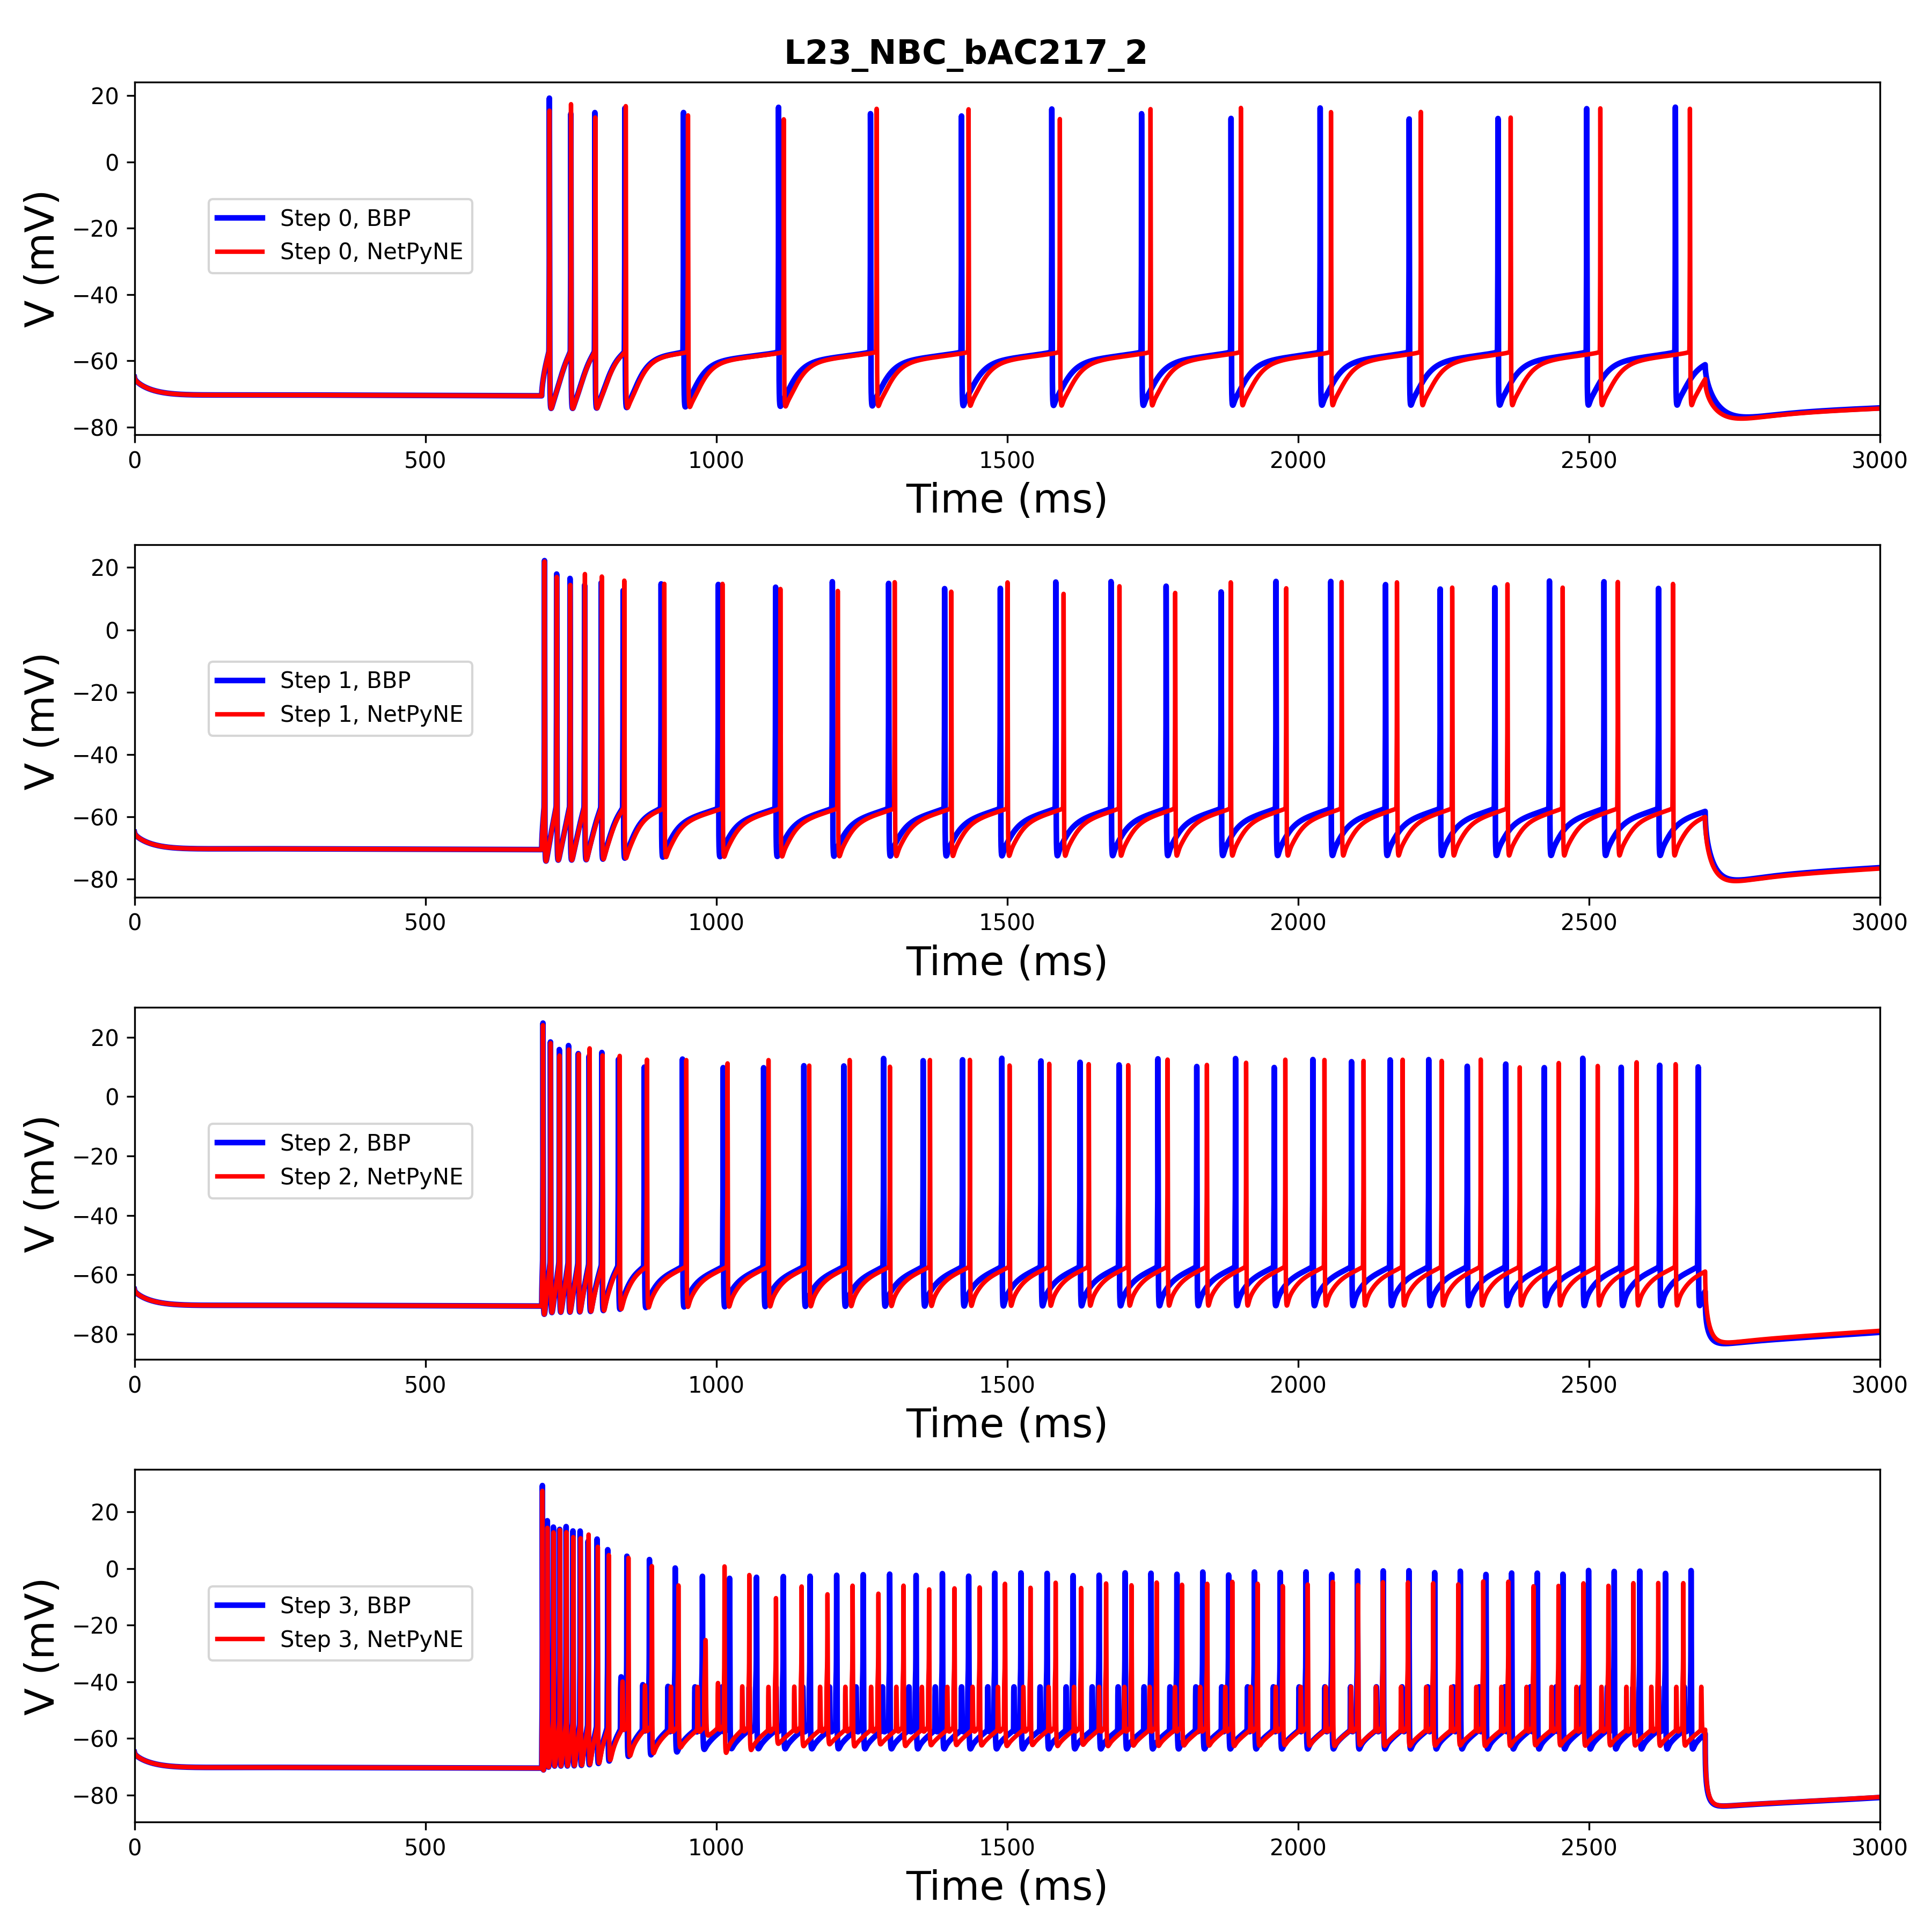 L23_NBC_bAC217_2
20
0
−20
−40
−60
−80
V (mV)
Step 0, BBP
Step 0, NetPyNE
0 500 1000 1500 2000 2500 3000
Time (ms)
20
0
−20
−40
−60
−80
V (mV)
Step 1, BBP
Step 1, NetPyNE
0 500 1000 1500 2000 2500 3000
Time (ms)
20
0
−20
−40
−60
−80
V (mV)
Step 2, BBP
Step 2, NetPyNE
0 500 1000 1500 2000 2500 3000
Time (ms)
20
0
−20
−40
−60
−80
V (mV)
Step 3, BBP
Step 3, NetPyNE
0 500 1000 1500 2000 2500 3000
Time (ms)